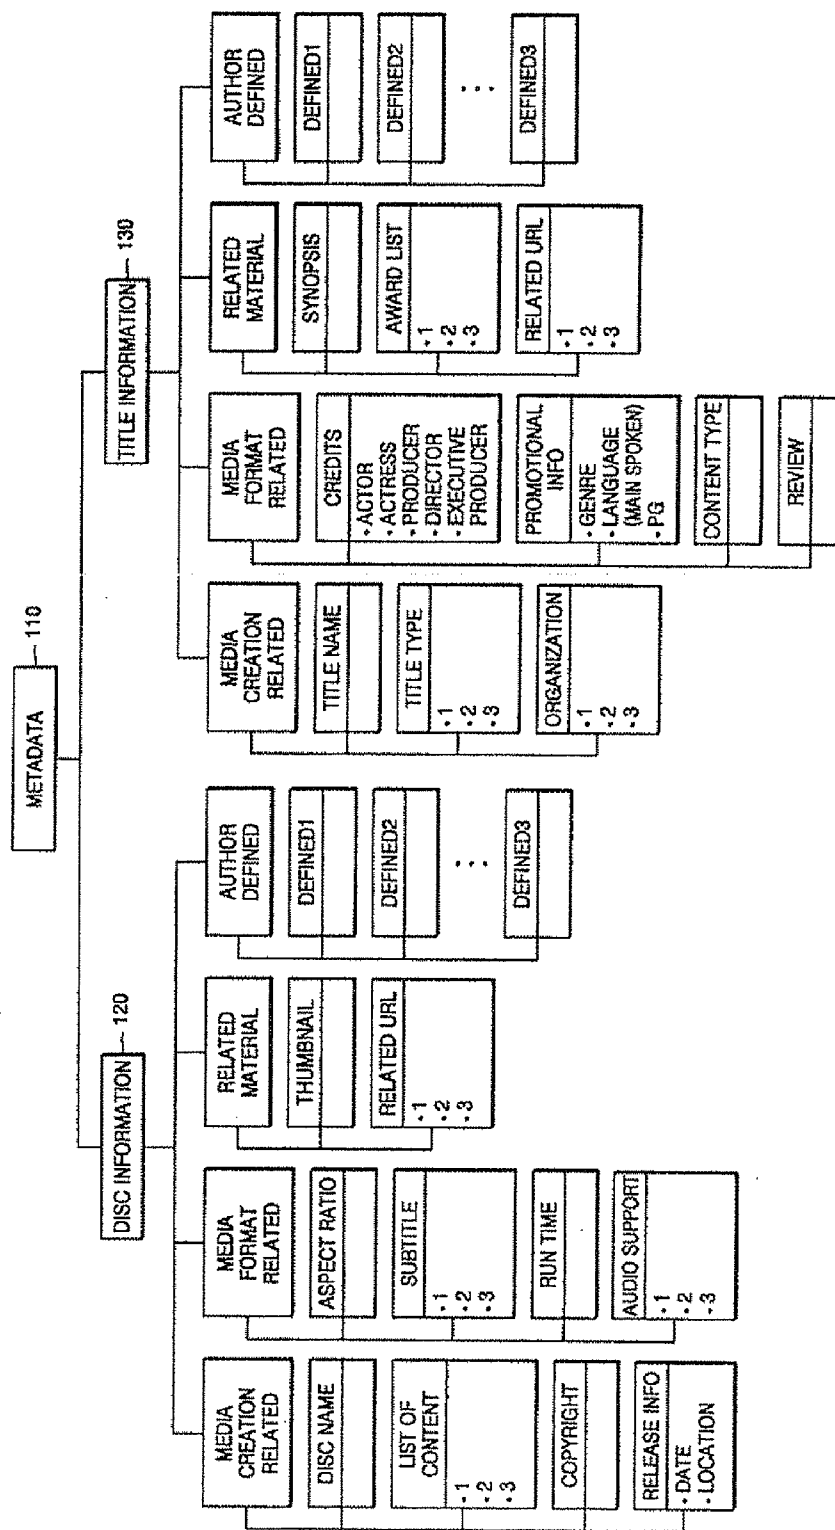 METADATA
110
DISC INFORMATION
120
MEDIA
CREATION
RELATED
DISC NAME
LIST OF
CONTENT
• 1
• 2
• 3
COPYRIGHT
RELEASE INFO
• DATE
• LOCATION
MEDIA
FORMAT
RELATED
ASPECT RATIO
SUBTITLE
• 1
• 2
• 3
RUN TIME
AUDIO SUPPORT
• 1
• 2
• 3
RELATED
MATERIAL
THUMBNAIL
RELATED URL
• 1
• 2
• 3
AUTHOR
DEFINED
DEFINED1
DEFINED2
⋮
DEFINED3
TITLE INFORMATION
130
MEDIA
CREATION
RELATED
TITLE NAME
TITLE TYPE
• 1
• 2
• 3
ORGANIZATION
• 1
• 2
• 3
MEDIA
FORMAT
RELATED
CREDITS
• ACTOR
• ACTRESS
• PRODUCER
• DIRECTOR
• EXECUTIVE
PRODUCER
PROMOTIONAL
INFO
• GENRE
• LANGUAGE
(MAIN SPOKEN)
• PG
CONTENT TYPE
REVIEW
RELATED
MATERIAL
SYNOPSIS
AWARD LIST
• 1
• 2
• 3
RELATED URL
• 1
• 2
• 3
AUTHOR
DEFINED
DEFINED1
DEFINED2
⋮
DEFINED3